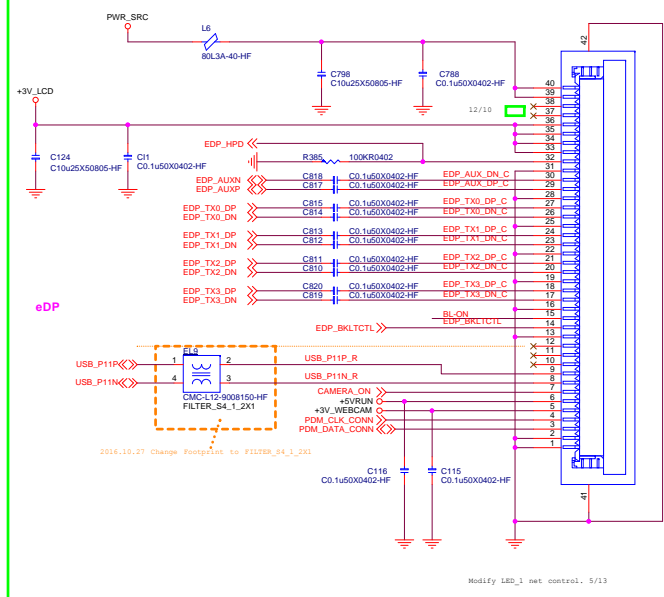 PWR_SRC
L6
80L3A-40-HF
42
C798
C10u25X50805-HF
C788
C0.1u50X0402-HF
+3V_LCD
40
39
38
12/10
37
36
35
34
33
32
31
30
29
28
27
26
25
24
23
22
21
20
19
18
17
16
15
14
13
12
11
10
9
8
7
6
5
4
3
2
1
EDP_HPD
C124
C10u25X50805-HF
CI1
C0.1u50X0402-HF
R385
100KR0402
EDP_AUXN
C818
C0.1u50X0402-HF
EDP_AUX_DN_C
EDP_AUXP
C817
C0.1u50X0402-HF
EDP_AUX_DP_C
EDP_TX0_DP
C815
C0.1u50X0402-HF
EDP_TX0_DP_C
EDP_TX0_DN
C814
C0.1u50X0402-HF
EDP_TX0_DN_C
EDP_TX1_DP
C813
C0.1u50X0402-HF
EDP_TX1_DP_C
EDP_TX1_DN
C812
C0.1u50X0402-HF
EDP_TX1_DN_C
EDP_TX2_DP
C811
C0.1u50X0402-HF
EDP_TX2_DP_C
EDP_TX2_DN
C810
C0.1u50X0402-HF
EDP_TX2_DN_C
EDP_TX3_DP
C820
C0.1u50X0402-HF
EDP_TX3_DP_C
EDP_TX3_DN
C819
C0.1u50X0402-HF
EDP_TX3_DN_C
eDP
BL-ON
EDP_BKLTCTL
EDP_BKLTCTL
EL9
USB_P11P
1
2
USB_P11P_R
USB_P11N
4
3
USB_P11N_R
CMC-L12-9008150-HF
FILTER_S4_1_2X1
CAMERA_ON
+5VRUN
+3V_WEBCAM
PDM_CLK_CONN
PDM_DATA_CONN
2016.10.27 Change Footprint to FILTER_S4_1_2X1
C116
C0.1u50X0402-HF
C115
C0.1u50X0402-HF
41
Modify LED_1 net control. 5/13